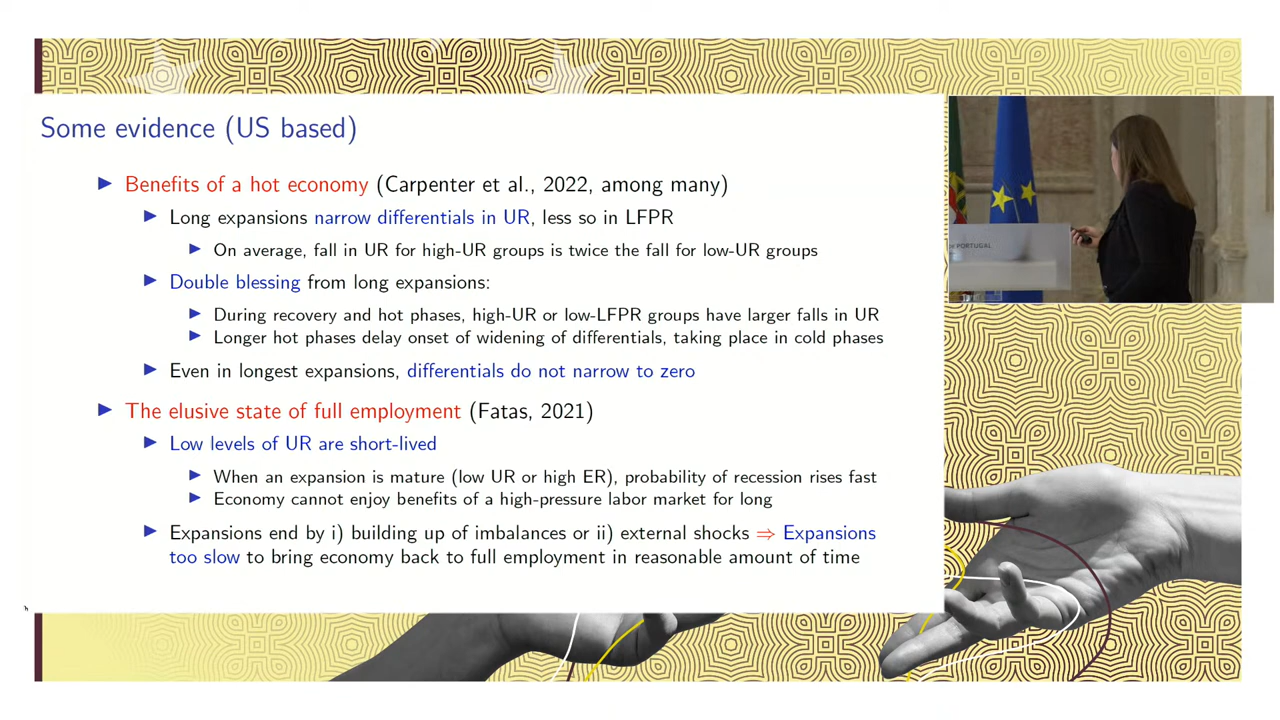 Some evidence (US based)
Benefits of a hot economy (Carpenter et al., 2022, among many)
Long expansions narrow differentials in UR, less so in LFPR
On average, fall in UR for high-UR groups is twice the fall for low-UR groups
Double blessing from long expansions:
During recovery and hot phases, high-UR or low-LFPR groups have larger falls in UR
Longer hot phases delay onset of widening of differentials, taking place in cold phases
Even in longest expansions, differentials do not narrow to zero
The elusive state of full employment (Fatas, 2021)
Low levels of UR are short-lived
When an expansion is mature (low UR or high ER), probability of recession rises fast
Economy cannot enjoy benefits of a high-pressure labor market for long
Expansions end by i) building up of imbalances or ii) external shocks ⇒ Expansions
too slow to bring economy back to full employment in reasonable amount of time
PORTUGAL